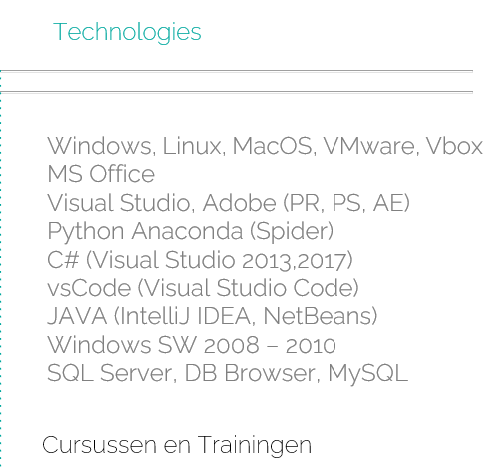 Technologies
Windows, Linux, MacOS, VMware, Vbox
MS Office
Visual Studio, Adobe (PR, PS, AE)
Python Anaconda (Spider)
C# (Visual Studio 2013,2017)
vsCode (Visual Studio Code)
JAVA (IntelliJ IDEA, NetBeans)
Windows SW 2008 – 2010
SQL Server, DB Browser, MySQL
Cursussen en Trainingen